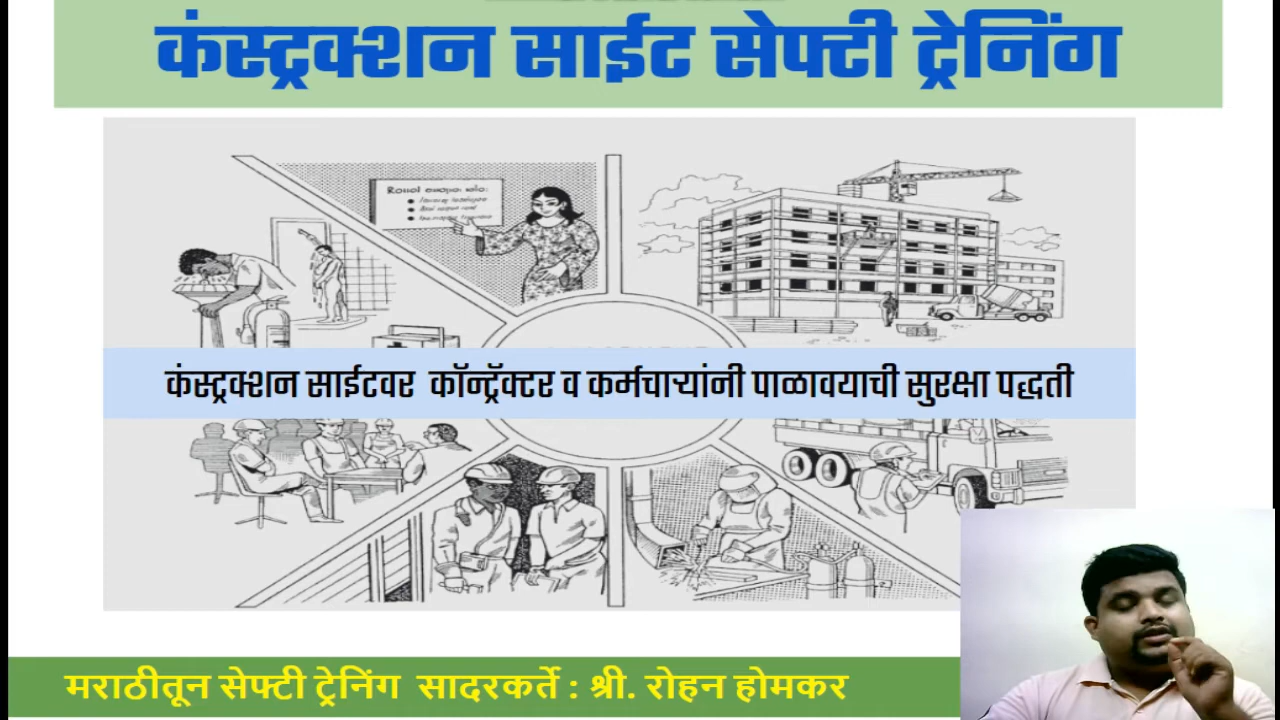 कंस्ट्रक्शन साईट सेफ्टी ट्रेनिंग
कंस्ट्रक्शन साईटवर कॉन्ट्रॅक्टर व कर्मचाऱ्यांनी पाळावयाची सुरक्षा पद्धती
मराठीतून सेफ्टी ट्रेनिंग सादरकर्ते : श्री. रोहन होमकर